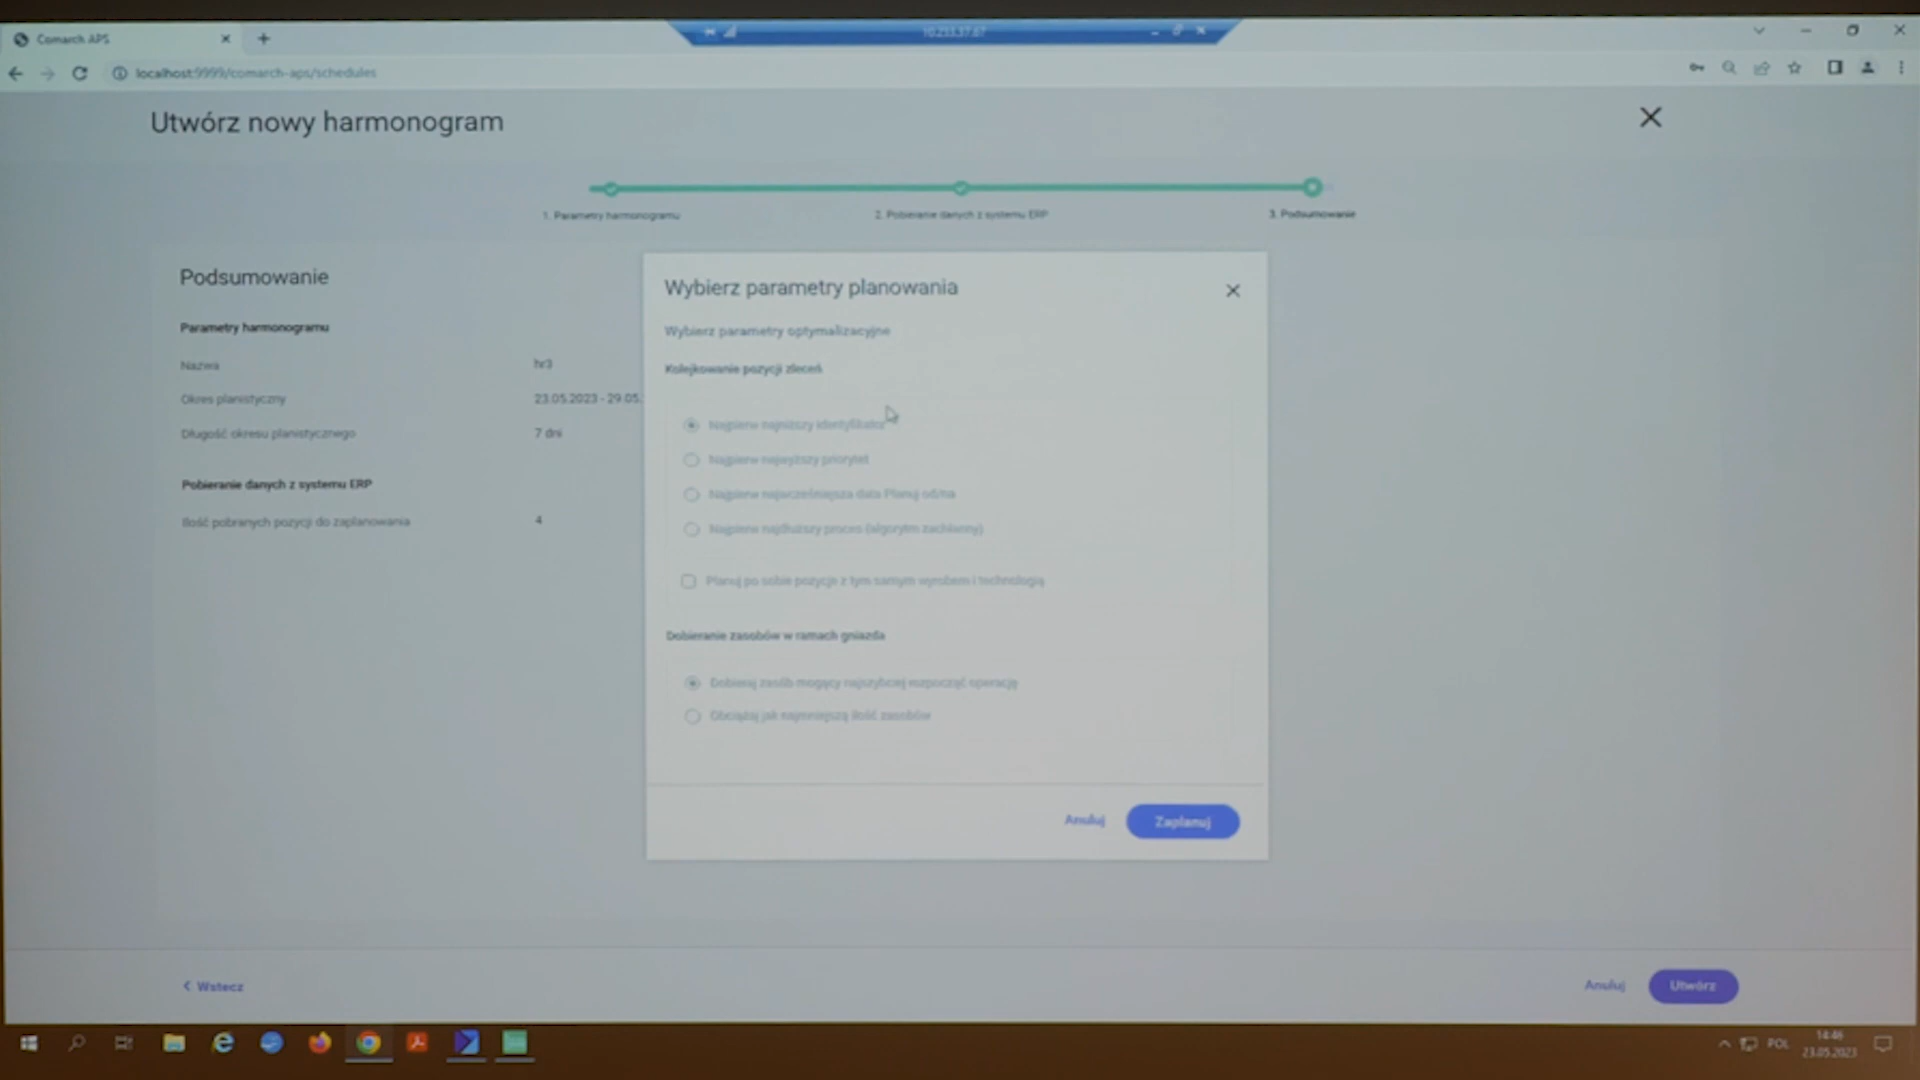 Comarch APS
10.233.37.67
localhost:9999/comarch-aps/schedules
Utwórz nowy harmonogram
1. Parametry harmonogramu
2. Pobieranie danych z systemu ERP
3. Podsumowanie
Podsumowanie
Parametry harmonogramu
Nazwa hr3
Okres planistyczny 23.05.2023 - 29.05.
Długość okresu planistycznego 7 dni
Pobieranie danych z systemu ERP
Ilość pobranych pozycji do zaplanowania 4
Wybierz parametry planowania
Wybierz parametry optymalizacyjne
Kolejkowanie pozycji zleceń
Najpierw najniższy identyfikator
Najpierw najwyższy priorytet
Najpierw najwcześniejsza data Planuj od/na
Najpierw najdłuższy proces (algorytm zachłanny)
Planuj po sobie pozycje z tym samym wyrobem i technologią
Dobieranie zasobów w ramach gniazda
Dobieraj zasób mogący najszybciej rozpocząć operację
Obciążaj jak najmniejszą ilość zasobów
Anuluj
Zaplanuj
Wstecz
Anuluj
Utwórz
POL
14:46
23.05.2023